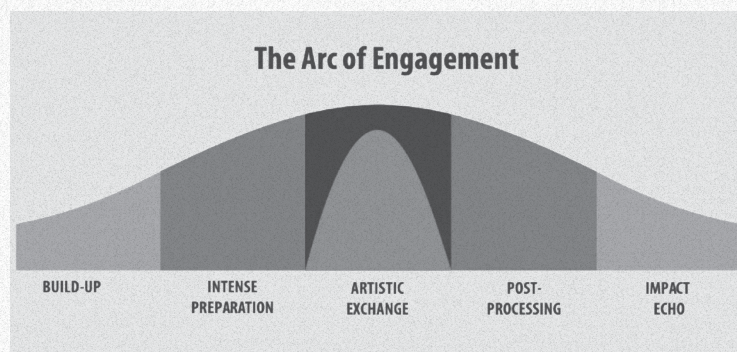 The Arc of Engagement
BUILD-UP
INTENSE
PREPARATION
ARTISTIC
EXCHANGE
POST-
PROCESSING
IMPACT
ECHO